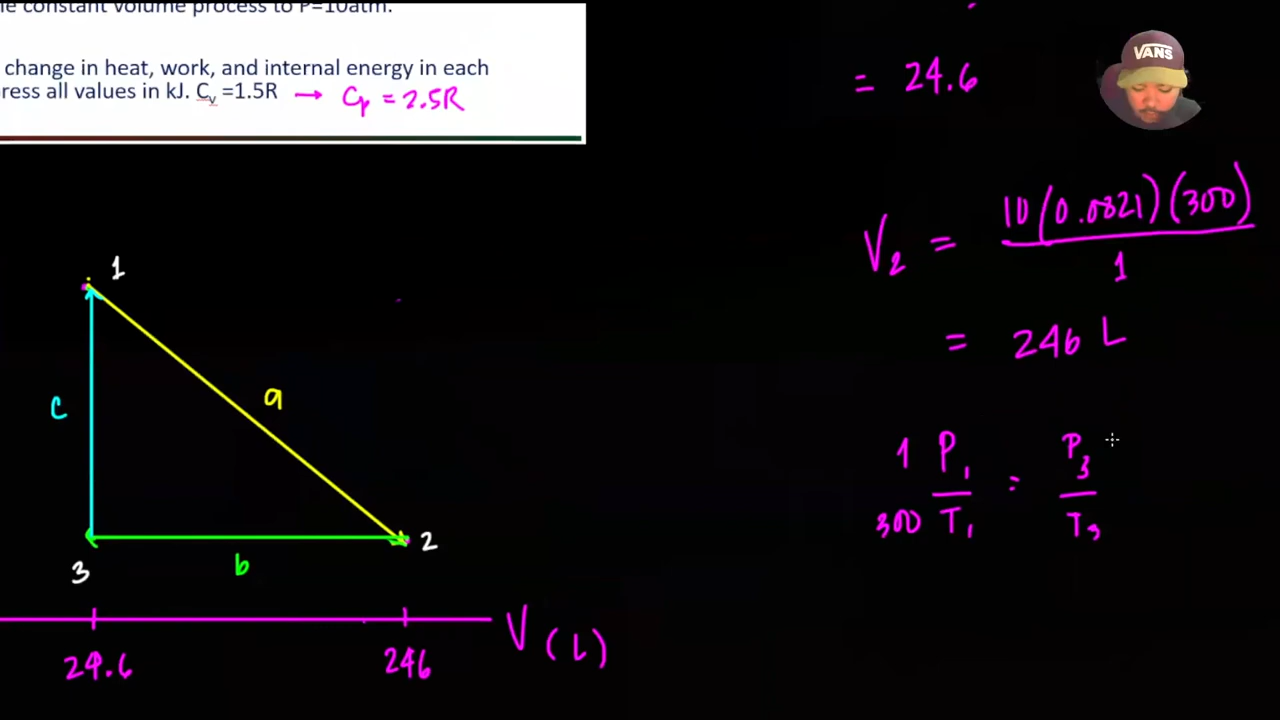 e constant volume process to P=10atm.
change in heat, work, and internal energy in each
ress all values in kJ. Cv =1.5R → Cp = 2.5R
= 24.6
VANS
V2 = 10(0.0821)(300) / 1
= 246 L
1 P1 / 300 T1 = P3 / T3
1
a
c
2
b
3
V (L)
24.6 246